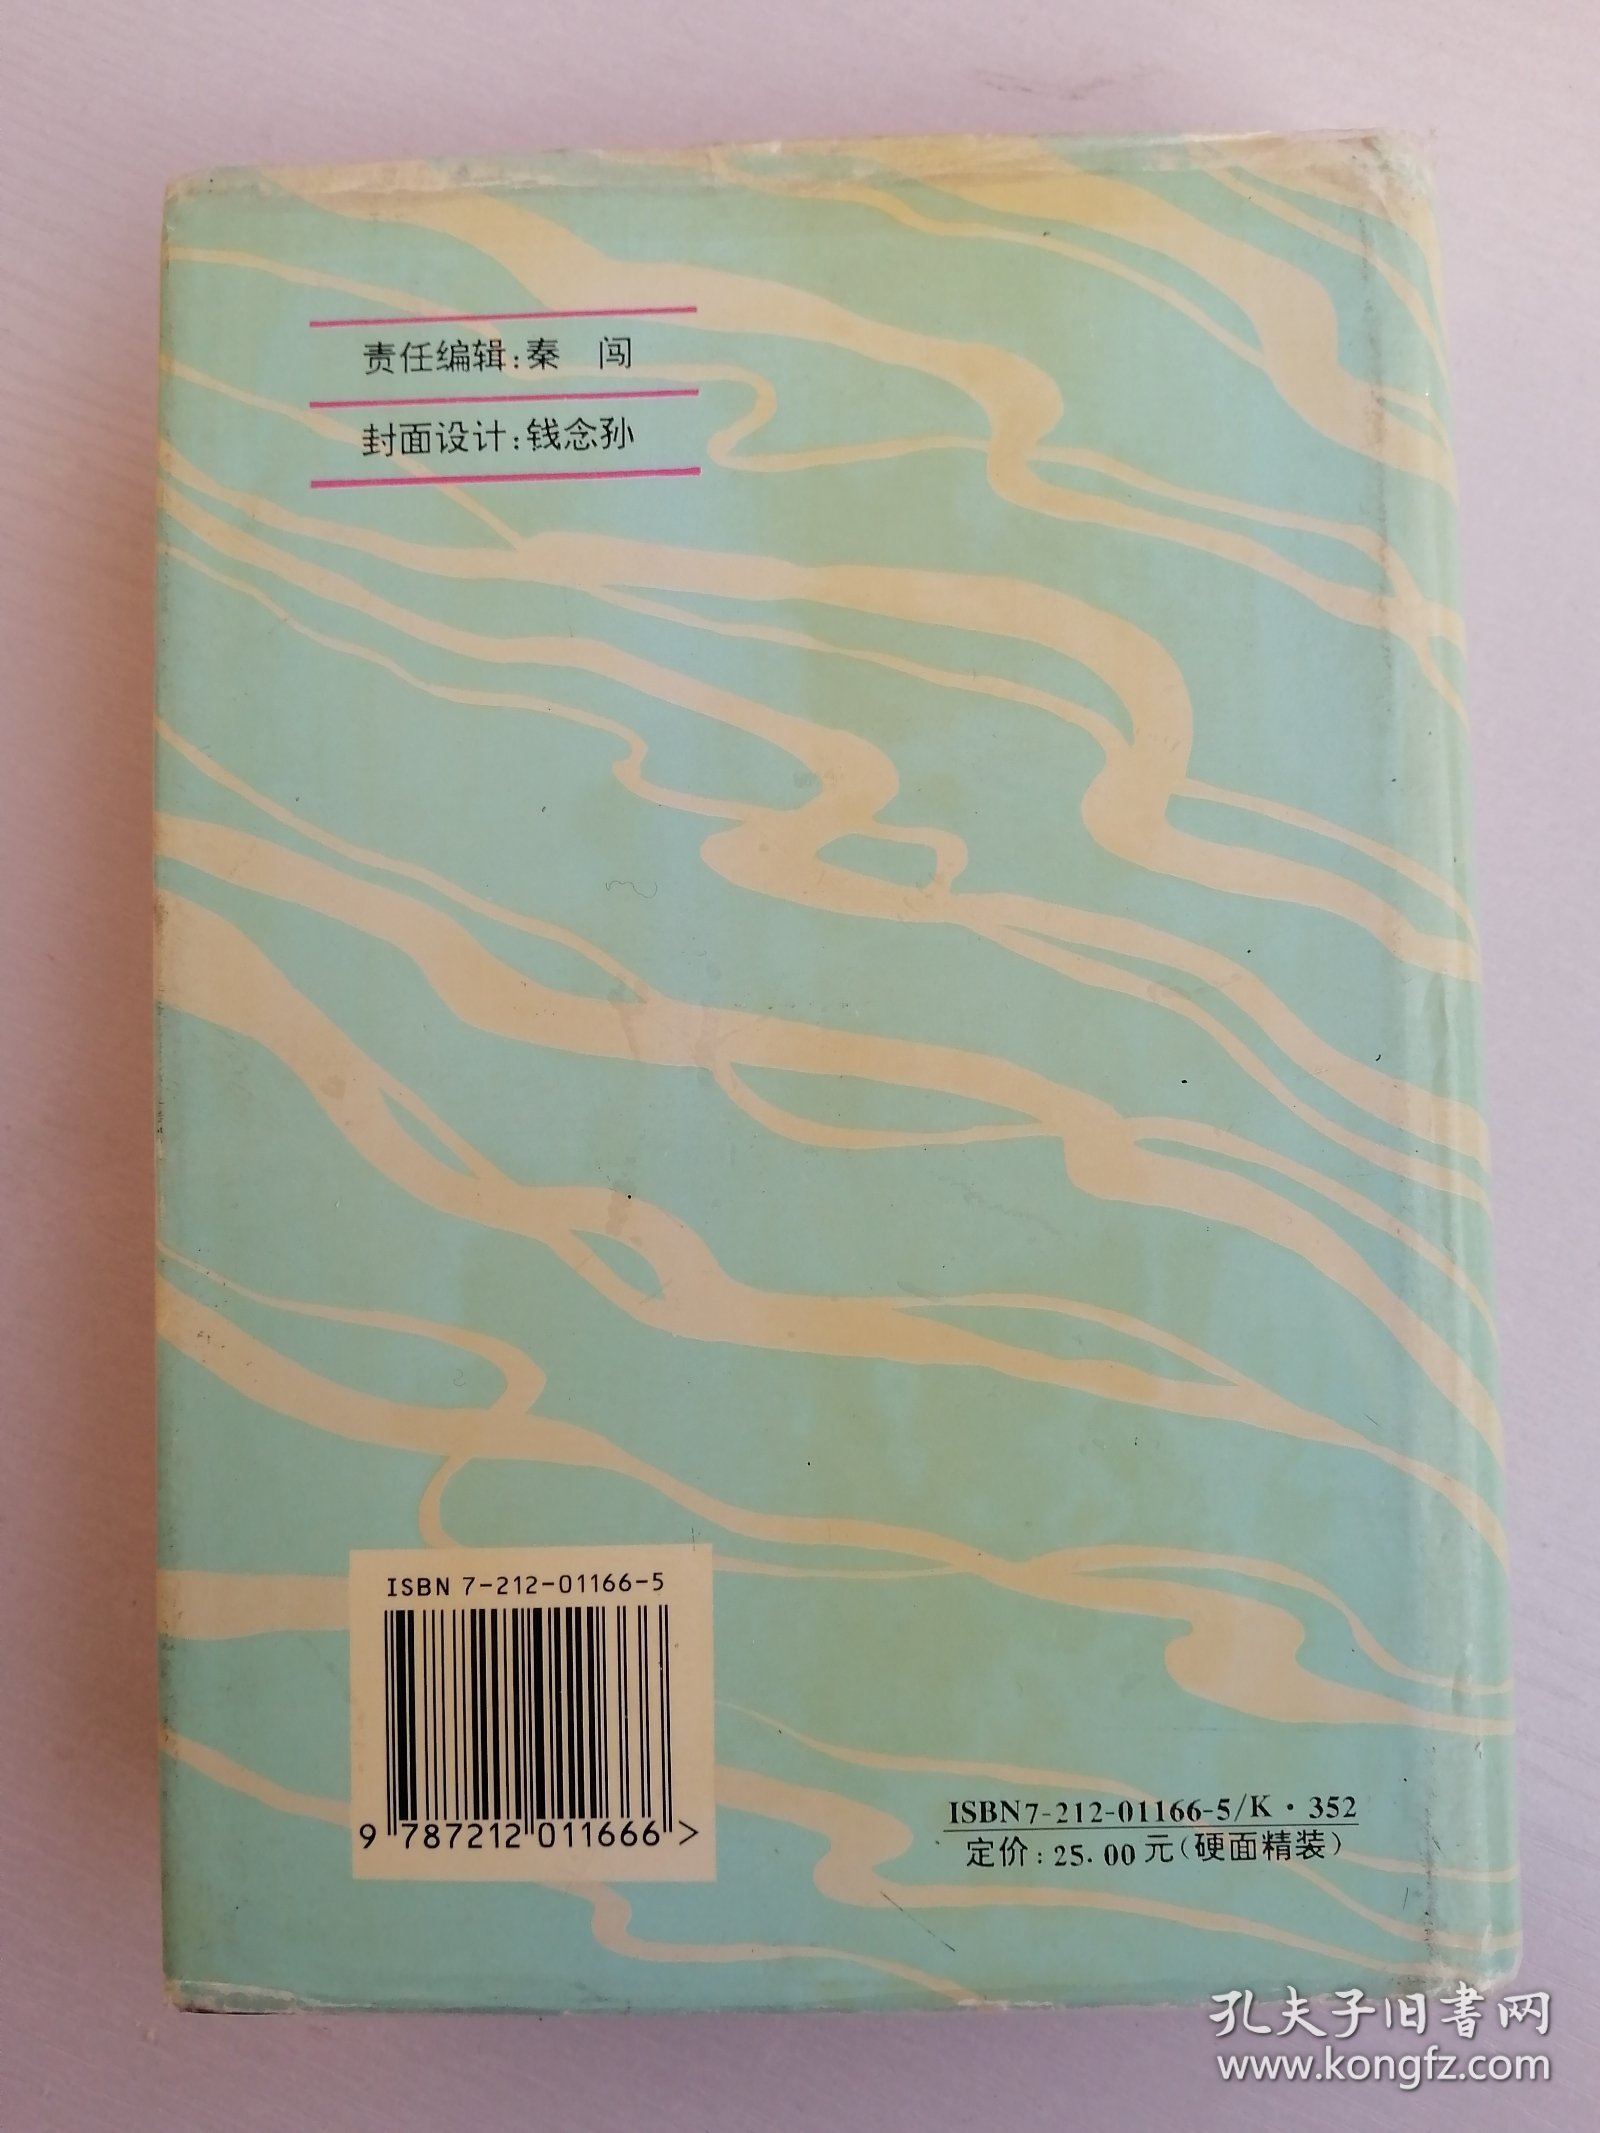 责任编辑：秦　闯
封面设计：钱念孙
ISBN 7-212-01166-5
9 787212 011666 >
ISBN7-212-01166-5/K·352
定价：25.00元（硬面精装）
孔夫子旧书网
www.kongfz.com